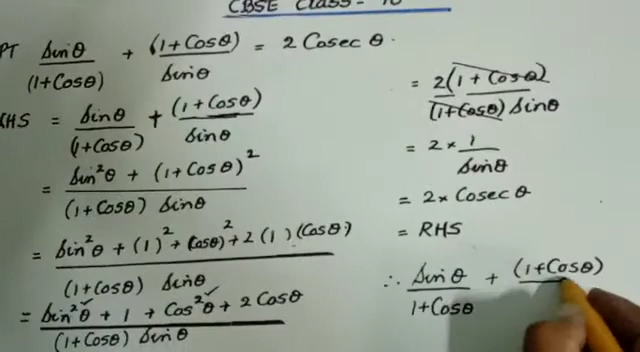 CBSE Class-10
PT sinθ/(1+Cosθ) + (1+Cosθ)/sinθ = 2 Cosec θ.
LHS = sinθ/(1+Cosθ) + (1+Cosθ)/sinθ
= sin²θ + (1+Cosθ)²/(1+Cosθ) sinθ
= sin²θ + (1)² + (Cosθ)² + 2(1)(Cosθ)/(1+Cosθ) sinθ
= sin²θ + 1 + Cos²θ + 2Cosθ/(1+Cosθ) sinθ
= 2(1+Cosθ)/(1+Cosθ) sinθ
= 2 × 1/sinθ
= 2 × Cosec θ
= RHS
∴ sinθ/1+Cosθ + (1+Cosθ)